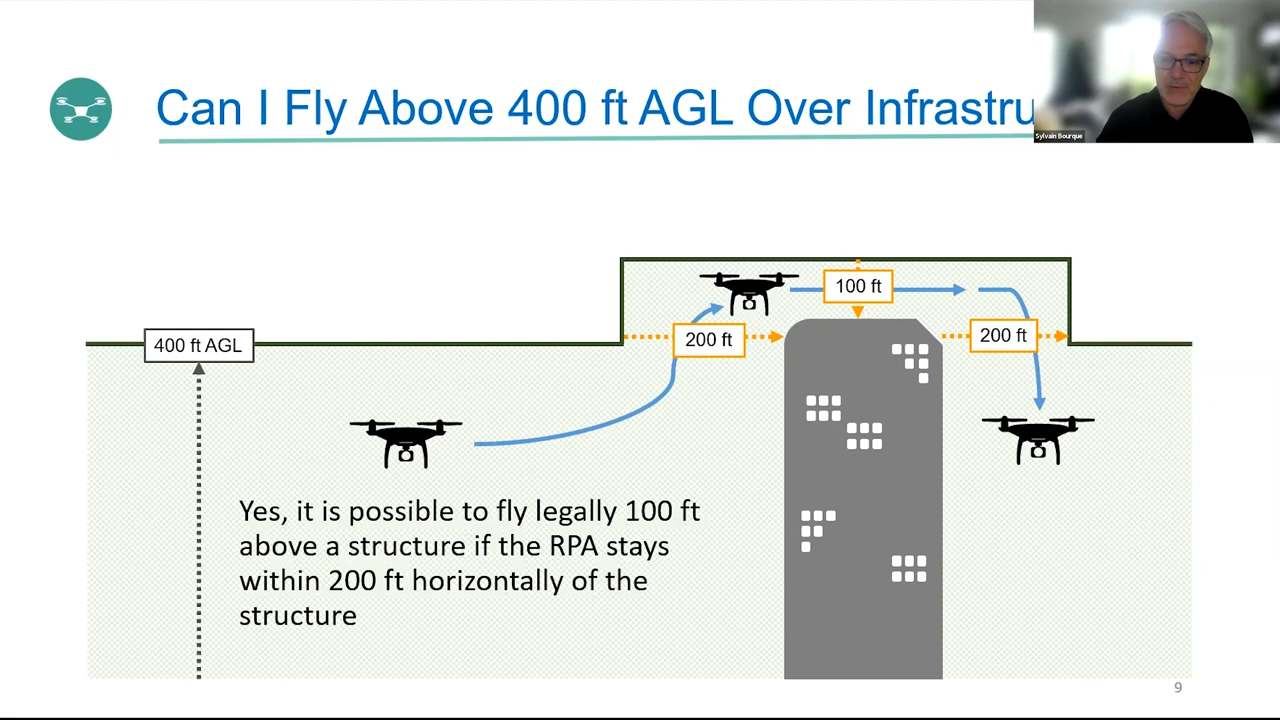 Can I Fly Above 400 ft AGL Over Infrastru
Sylvain Bourque
100 ft
200 ft
200 ft
400 ft AGL
Yes, it is possible to fly legally 100 ft
above a structure if the RPA stays
within 200 ft horizontally of the
structure
9